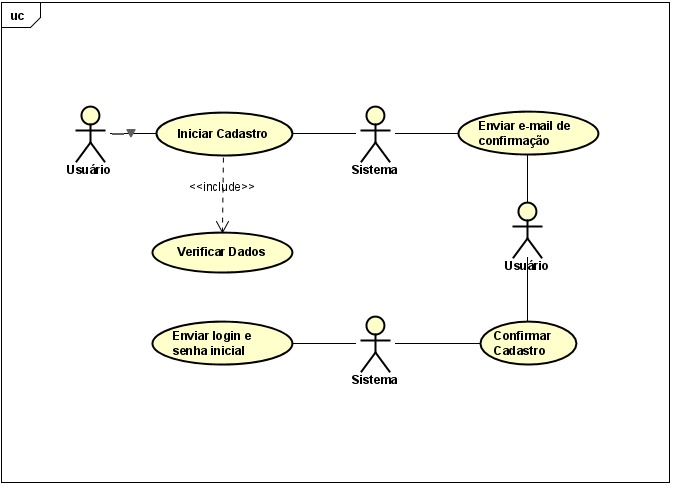 uc
Iniciar Cadastro
Enviar e-mail de
confirmação
Usuário
Sistema
<<include>>
Verificar Dados
Usuário
Enviar login e
senha inicial
Confirmar
Cadastro
Sistema